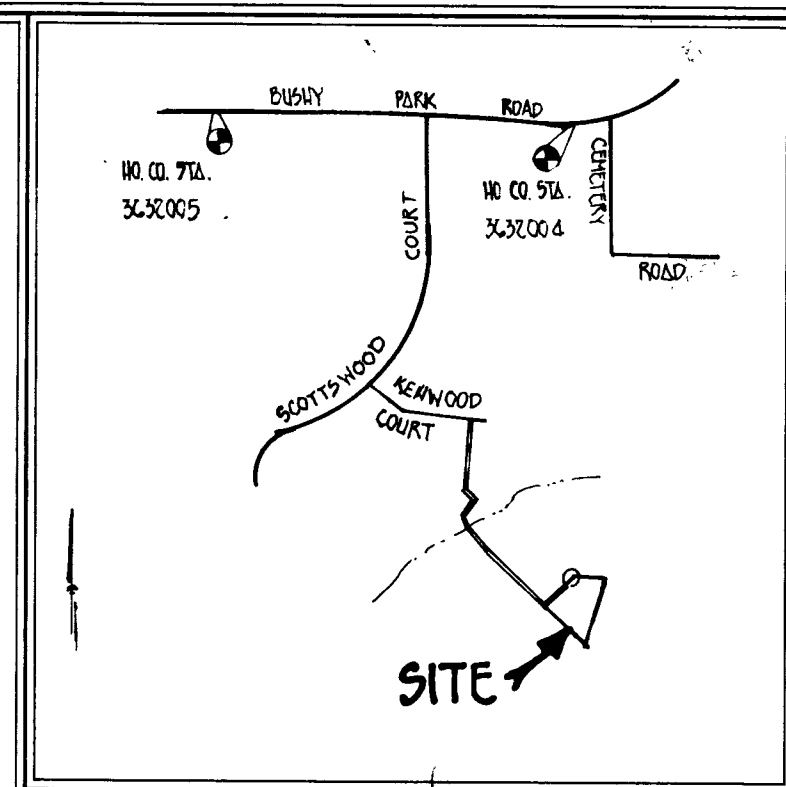 BUSHY PARK ROAD
HO. CO. STA.
3632005
HO CO. STA.
3632004
CEMETERY
ROAD
COURT
SCOTTSWOOD
KENWOOD
COURT
SITE